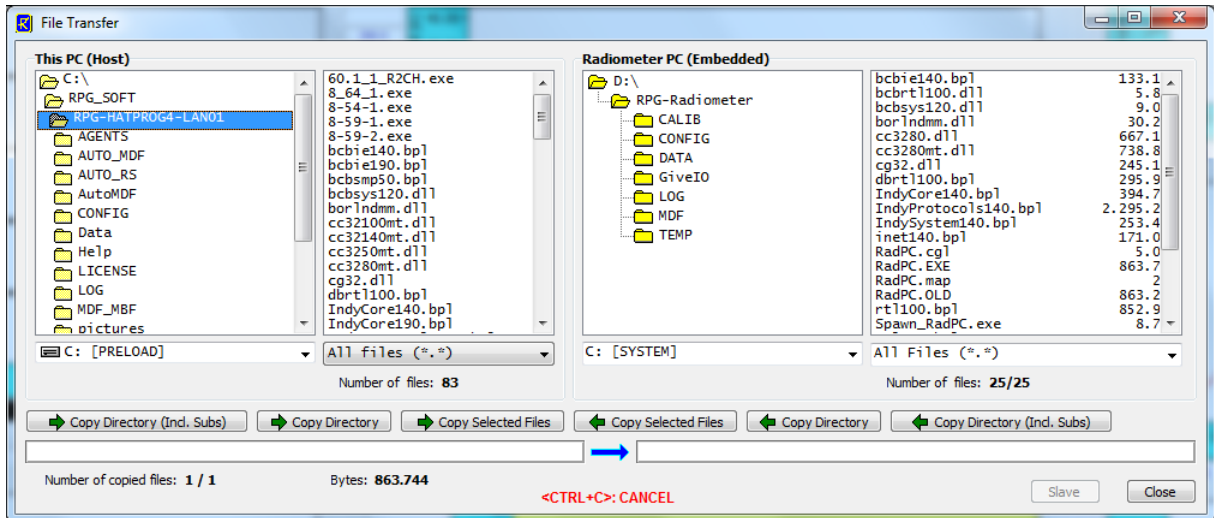 File Transfer
This PC (Host)
C:\
RPG_SOFT
RPG-HATPROG4-LAN01
AGENTS
AUTO_MDF
AUTO_RS
AutoMDF
CONFIG
Data
Help
LICENSE
LOG
MDF_MBF
pictures
60.1_1_R2CH.exe
8_64_1.exe
8-54-1.exe
8-59-1.exe
8-59-2.exe
bcbie140.bpl
bcbie190.bpl
bcbsmp50.bpl
bcbsys120.dll
borlndmm.dll
cc32100mt.dll
cc32140mt.dll
cc3250mt.dll
cc3280mt.dll
cg32.dll
dbrtl100.bpl
IndyCore140.bpl
IndyCore190.bpl
C: [PRELOAD]
All files (*.*)
Number of files: 83
Radiometer PC (Embedded)
D:\
RPG-Radiometer
CALIB
CONFIG
DATA
GiveIO
LOG
MDF
TEMP
bcbie140.bpl 133.1
bcbrtl100.dll 5.8
bcbsys120.dll 9.0
borlndmm.dll 30.2
cc3280.dll 667.1
cc3280mt.dll 738.8
cg32.dll 245.1
dbrtl100.bpl 295.9
IndyCore140.bpl 394.7
IndyProtocols140.bpl 2.295.2
IndySystem140.bpl 253.4
inet140.bpl 171.0
RadPC.cgl 5.0
RadPC.EXE 863.7
RadPC.map 2
RadPC.OLD 863.2
rtl100.bpl 852.9
Spawn_RadPC.exe 8.7
C: [SYSTEM]
All Files (*.*)
Number of files: 25/25
Copy Directory (Incl. Subs) Copy Directory Copy Selected Files Copy Selected Files Copy Directory Copy Directory (Incl. Subs)
Number of copied files: 1 / 1 Bytes: 863.744
<CTRL+C>: CANCEL
Slave Close